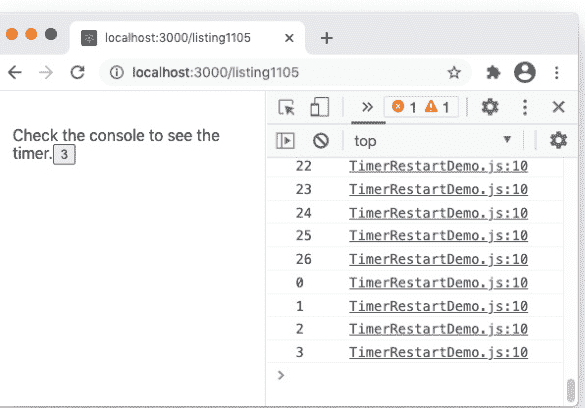 localhost:3000/listing1105
localhost:3000/listing1105
1 1
top
Check the console to see the
timer. 3
22 TimerRestartDemo.js:10
23 TimerRestartDemo.js:10
24 TimerRestartDemo.js:10
25 TimerRestartDemo.js:10
26 TimerRestartDemo.js:10
0 TimerRestartDemo.js:10
1 TimerRestartDemo.js:10
2 TimerRestartDemo.js:10
3 TimerRestartDemo.js:10